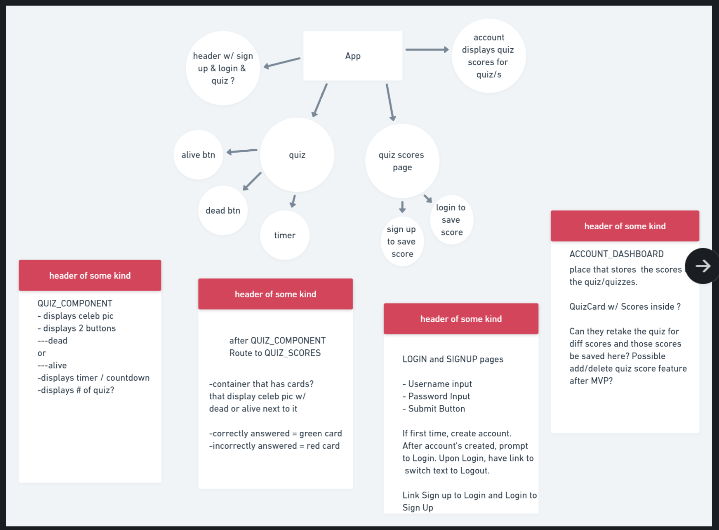 header w/ sign
up & login &
quiz ?
App
account
displays quiz
scores for
quiz/s
alive btn
quiz
quiz scores
page
dead btn
timer
sign up
to save
score
login to
save
score
header of some kind
QUIZ_COMPONENT
- displays celeb pic
- displays 2 buttons
---dead
or
---alive
-displays timer / countdown
-displays # of quiz?
header of some kind
after QUIZ_COMPONENT
Route to QUIZ_SCORES
-container that has cards?
that display celeb pic w/
dead or alive next to it
-correctly answered = green card
-incorrectly answered = red card
header of some kind
LOGIN and SIGNUP pages
- Username input
- Password Input
- Submit Button
If first time, create account.
After account's created, prompt
to Login. Upon Login, have link to
switch text to Logout.
Link Sign up to Login and Login to
Sign Up
header of some kind
ACCOUNT_DASHBOARD
place that stores the scores
the quiz/quizzes.
QuizCard w/ Scores inside ?
Can they retake the quiz for
diff scores and those scores
be saved here? Possible
add/delete quiz score feature
after MVP?